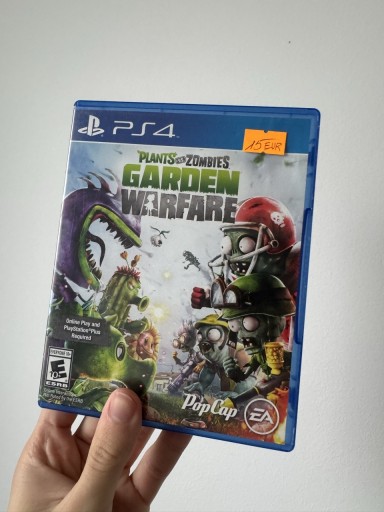 PS4
15 EUR
PLANTS VS. ZOMBIES
GARDEN
WARFARE
Online Play and
PlayStation®Plus
Required
EVERYONE 10+
E
ESRB
PopCap
EA